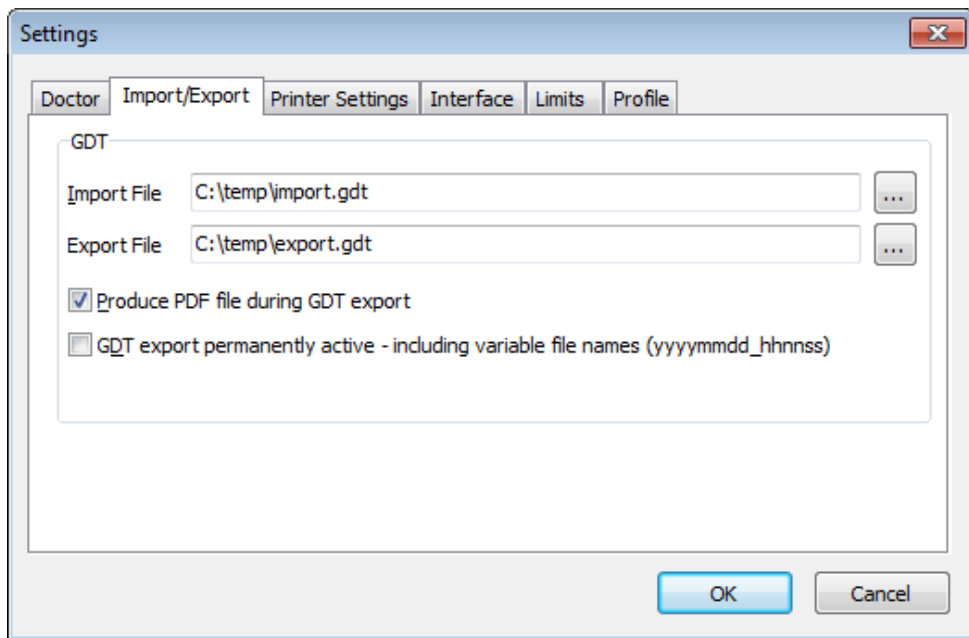 Settings
Doctor Import/Export Printer Settings Interface Limits Profile
GDT
Import File C:\temp\import.gdt ...
Export File C:\temp\export.gdt ...
Produce PDF file during GDT export
GDT export permanently active - including variable file names (yyyymmdd_hhnnss)
OK Cancel